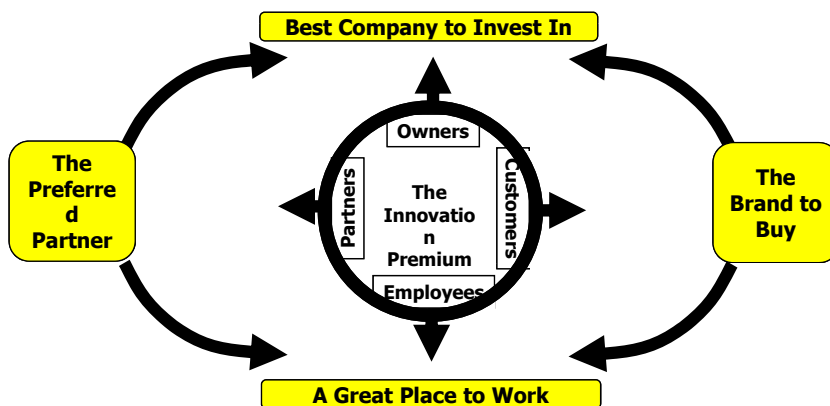 Best Company to Invest In
Owners
The
Preferre
d
Partner
Partners
The
Innovatio
n
Premium
Customers
The
Brand to
Buy
Employees
A Great Place to Work